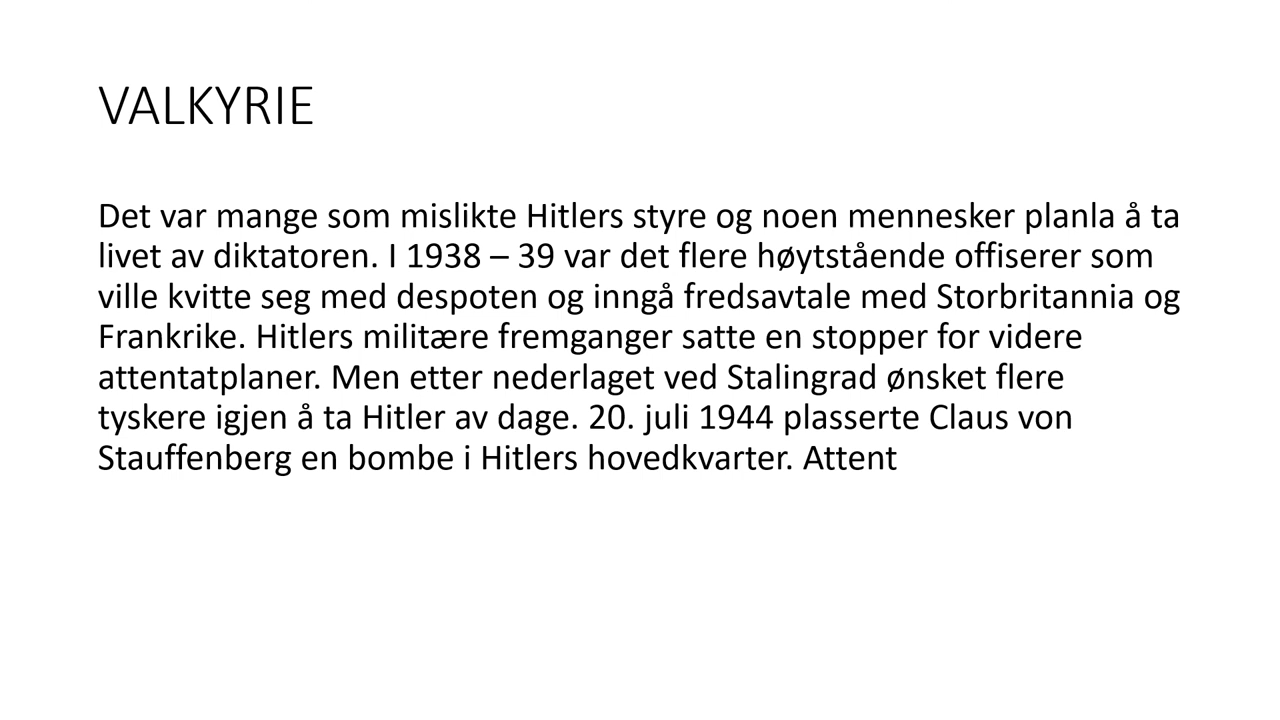 VALKYRIE
Det var mange som mislikte Hitlers styre og noen mennesker planla å ta
livet av diktatoren. I 1938 – 39 var det flere høytstående offiserer som
ville kvitte seg med despoten og inngå fredsavtale med Storbritannia og
Frankrike. Hitlers militære fremganger satte en stopper for videre
attentatplaner. Men etter nederlaget ved Stalingrad ønsket flere
tyskere igjen å ta Hitler av dage. 20. juli 1944 plasserte Claus von
Stauffenberg en bombe i Hitlers hovedkvarter. Attent